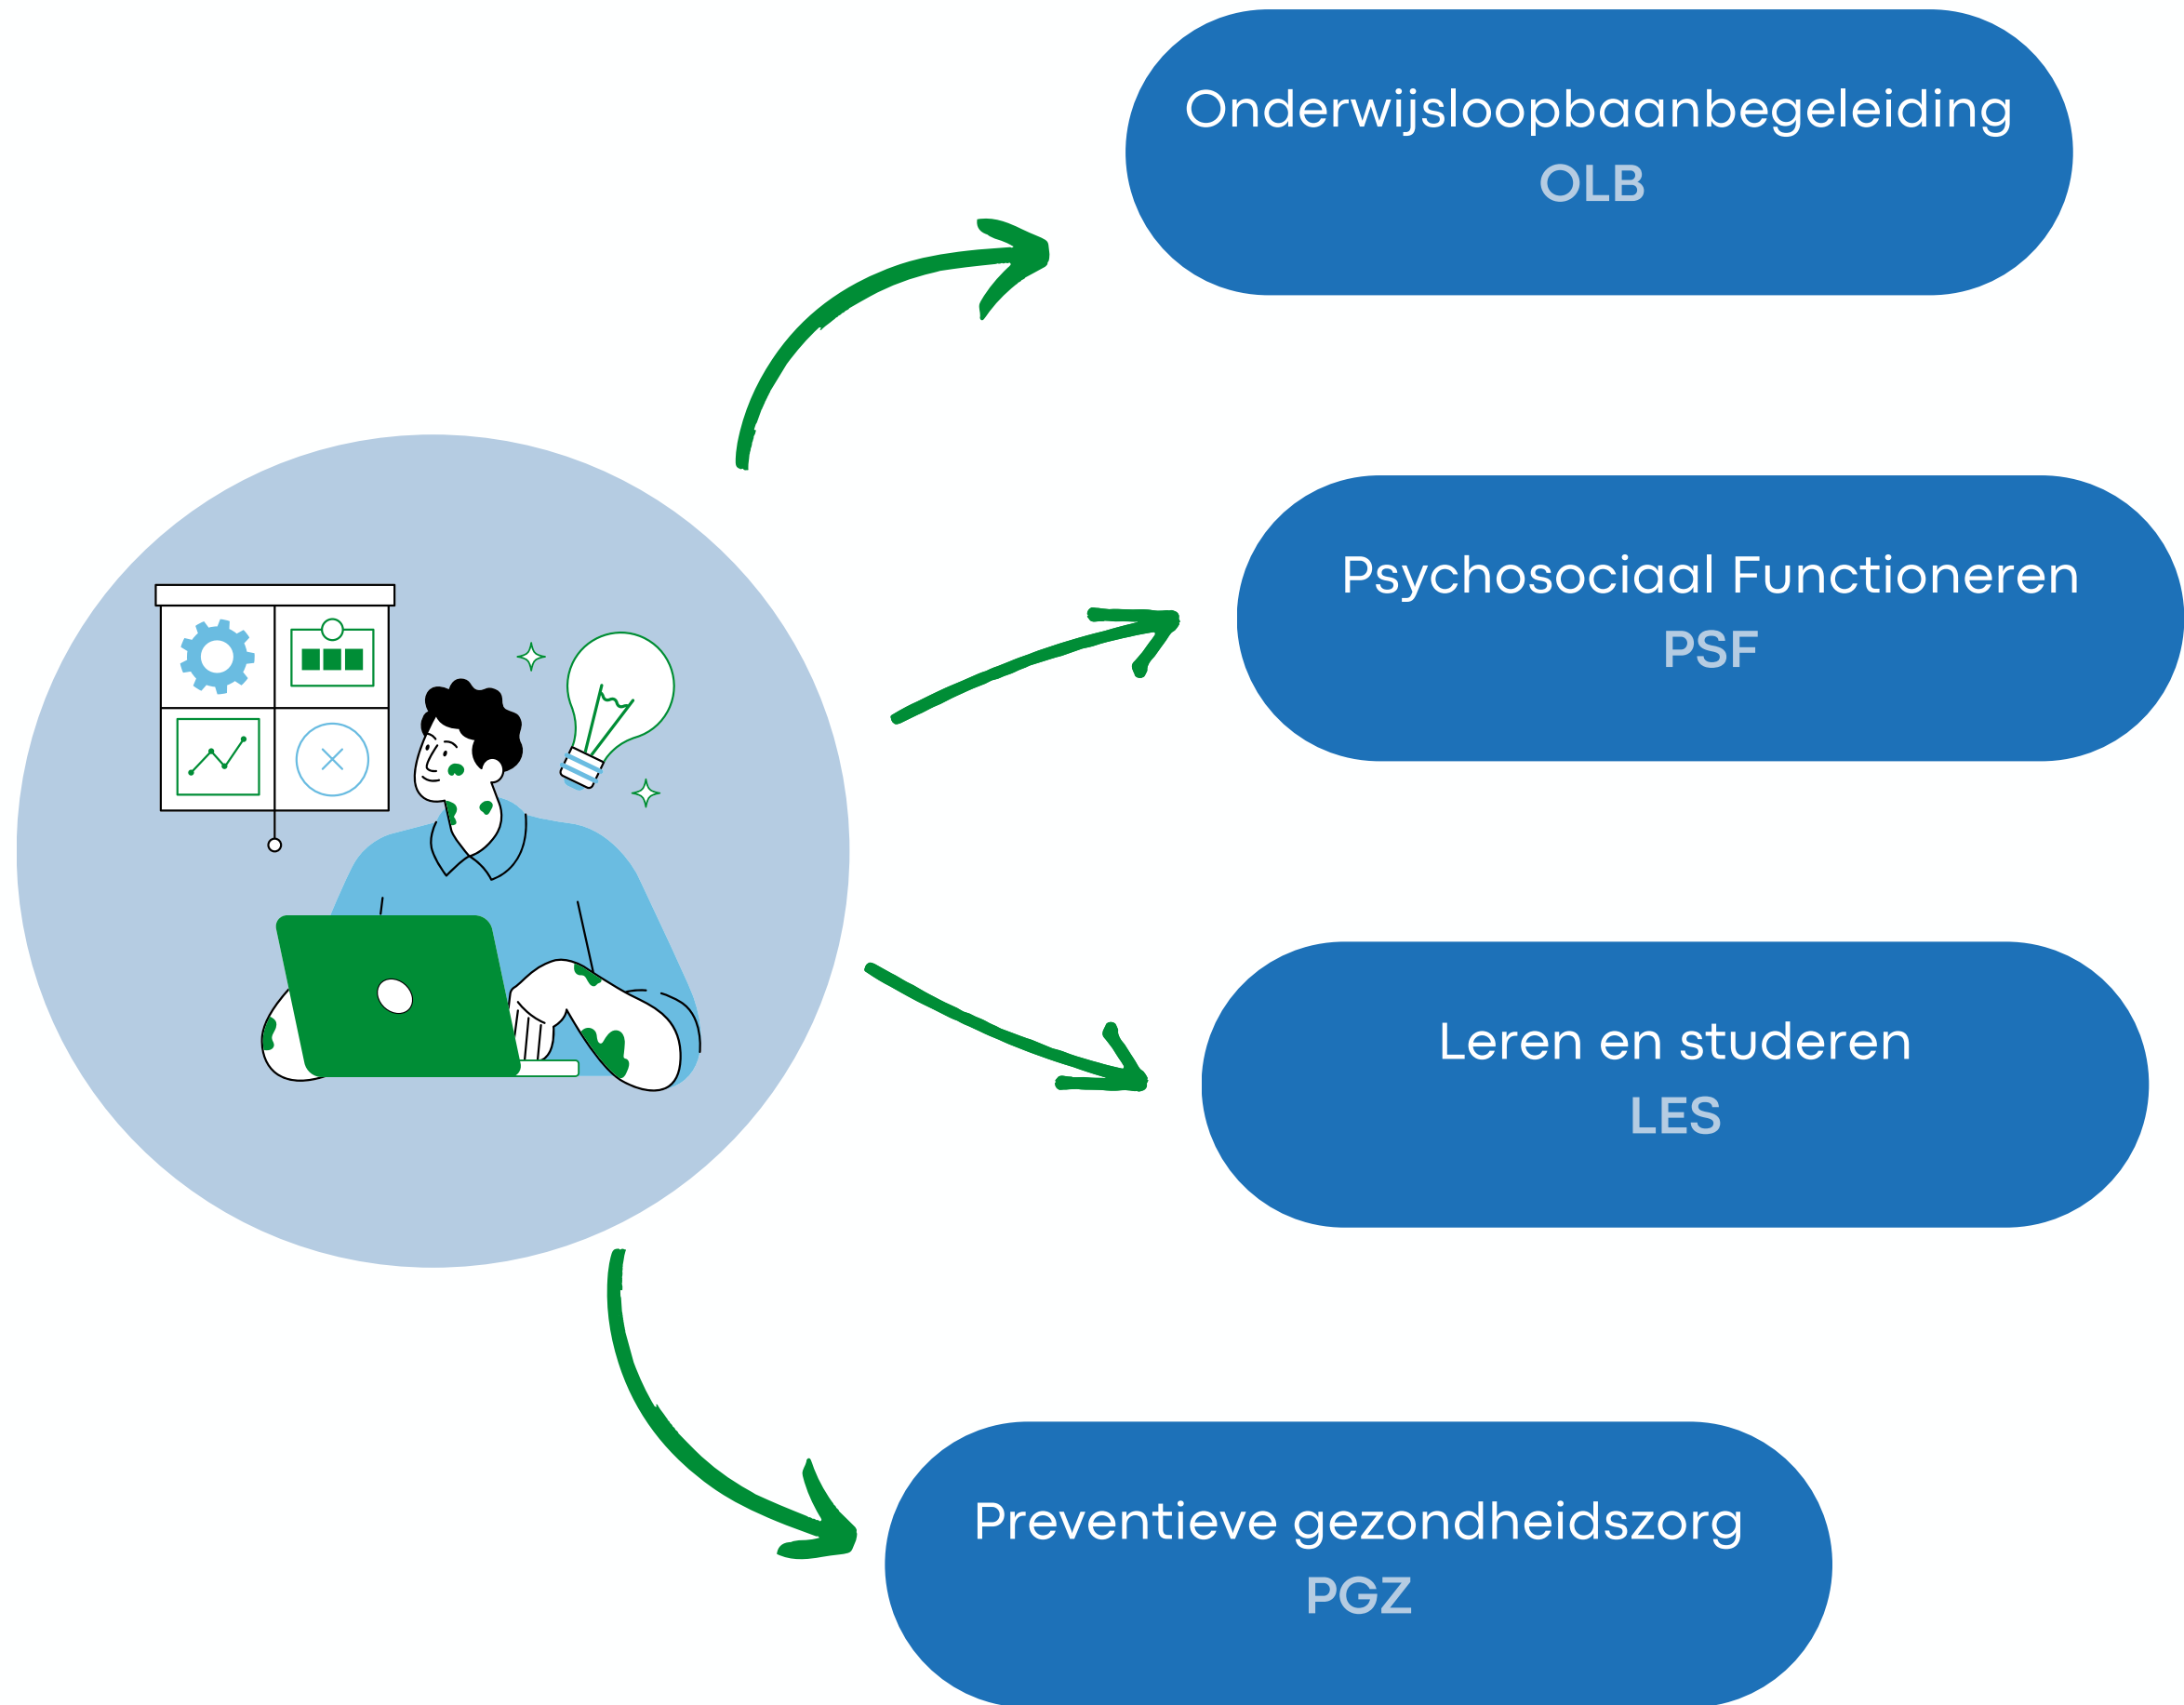 Onderwijsloopbaanbegeleiding
OLB
Psychosociaal Functioneren
PSF
Leren en studeren
LES
Preventieve gezondheidszorg
PGZ